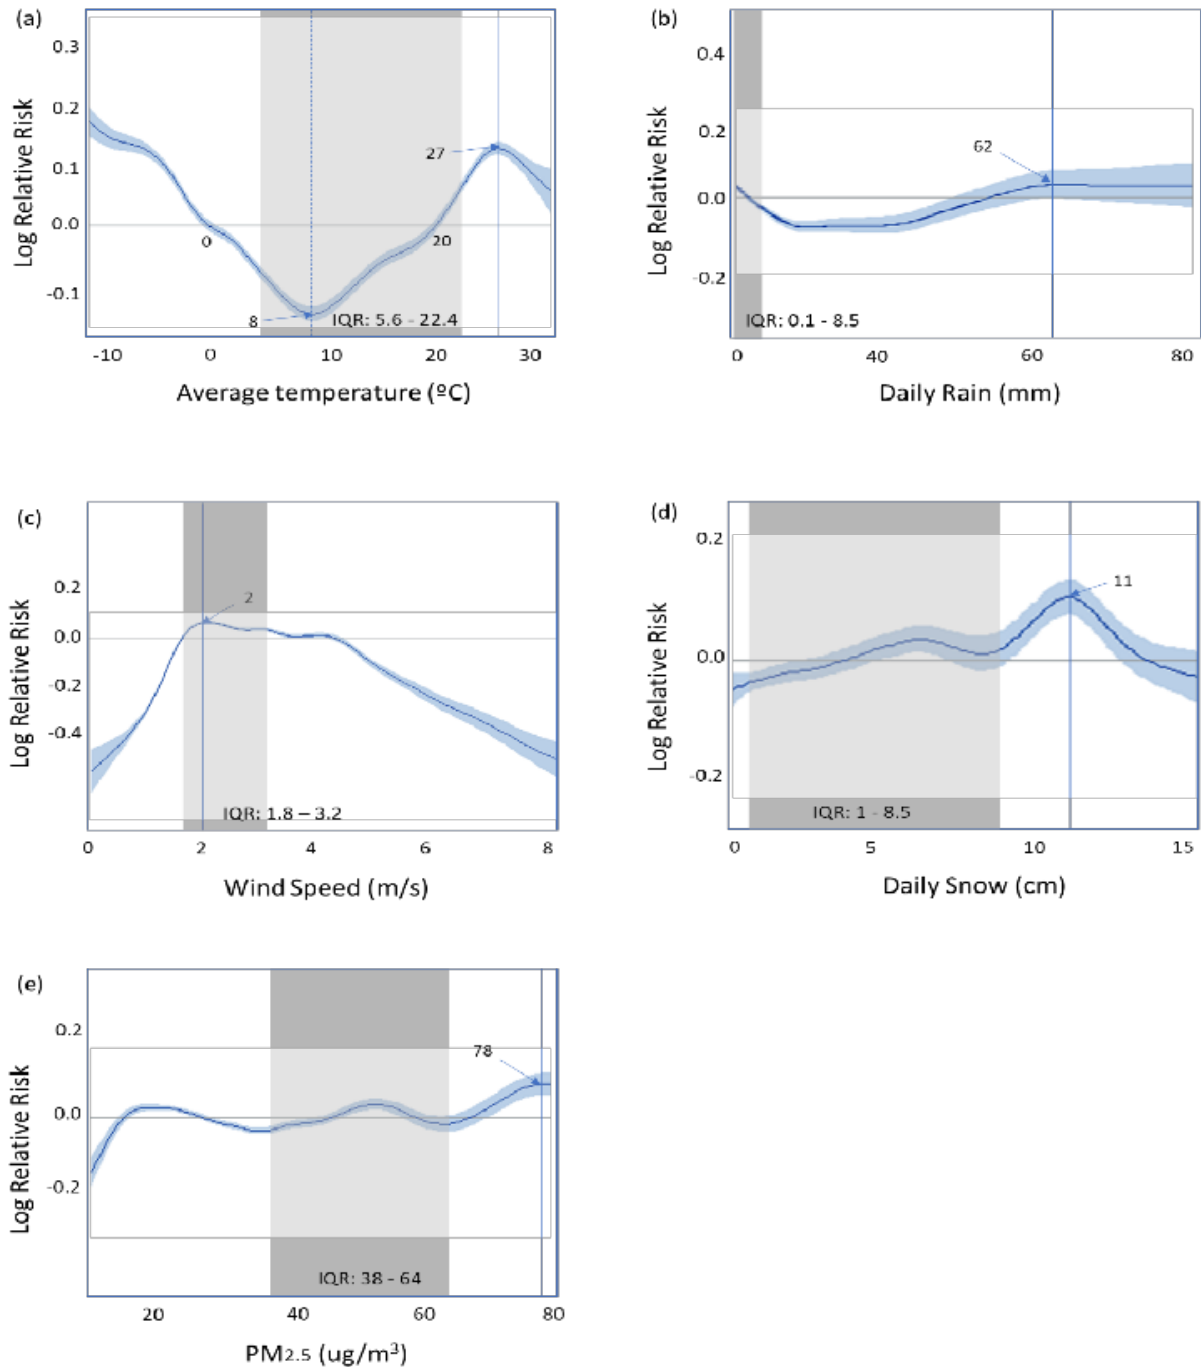 (a)
0.3
0.2
0.1
0.0
-0.1
Log Relative Risk
27
0
20
8
IQR: 5.6 - 22.4
-10 0 10 20 30
Average temperature (ºC)
(b)
0.4
0.2
0.0
-0.2
Log Relative Risk
62
IQR: 0.1 - 8.5
0 40 60 80
Daily Rain (mm)
(c)
0.2
0.0
-0.2
-0.4
Log Relative Risk
2
IQR: 1.8 – 3.2
0 2 4 6 8
Wind Speed (m/s)
(d)
0.2
0.0
-0.2
Log Relative Risk
11
IQR: 1 - 8.5
0 5 10 15
Daily Snow (cm)
(e)
0.2
0.0
-0.2
Log Relative Risk
78
IQR: 38 - 64
20 40 60 80
PM2.5 (ug/m³)